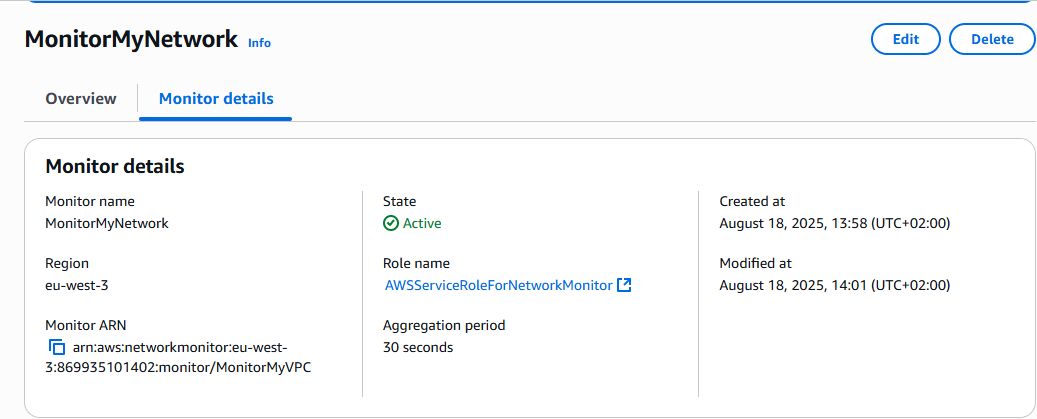 MonitorMyNetwork Info
Edit
Delete
Overview
Monitor details
Monitor details
Monitor name
MonitorMyNetwork
Region
eu-west-3
Monitor ARN
arn:aws:networkmonitor:eu-west-
3:869935101402:monitor/MonitorMyVPC
State
Active
Role name
AWSServiceRoleForNetworkMonitor
Aggregation period
30 seconds
Created at
August 18, 2025, 13:58 (UTC+02:00)
Modified at
August 18, 2025, 14:01 (UTC+02:00)